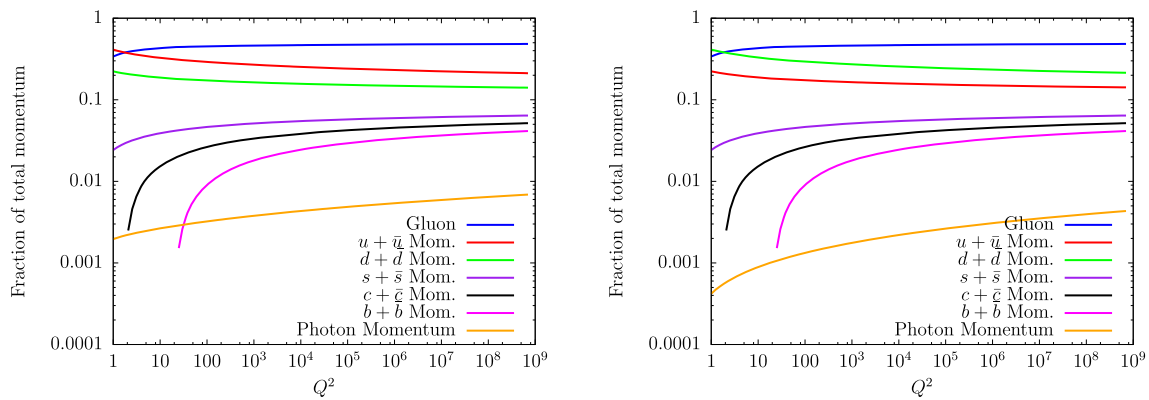 1
0.1
0.01
0.001
0.0001
Fraction of total momentum
1 10 100 10³ 10⁴ 10⁵ 10⁶ 10⁷ 10⁸ 10⁹
Q²
Gluon
u + ū Mom.
d + d̄ Mom.
s + s̄ Mom.
c + c̄ Mom.
b + b̄ Mom.
Photon Momentum
1
0.1
0.01
0.001
0.0001
Fraction of total momentum
1 10 100 10³ 10⁴ 10⁵ 10⁶ 10⁷ 10⁸ 10⁹
Q²
Gluon
u + ū Mom.
d + d̄ Mom.
s + s̄ Mom.
c + c̄ Mom.
b + b̄ Mom.
Photon Momentum